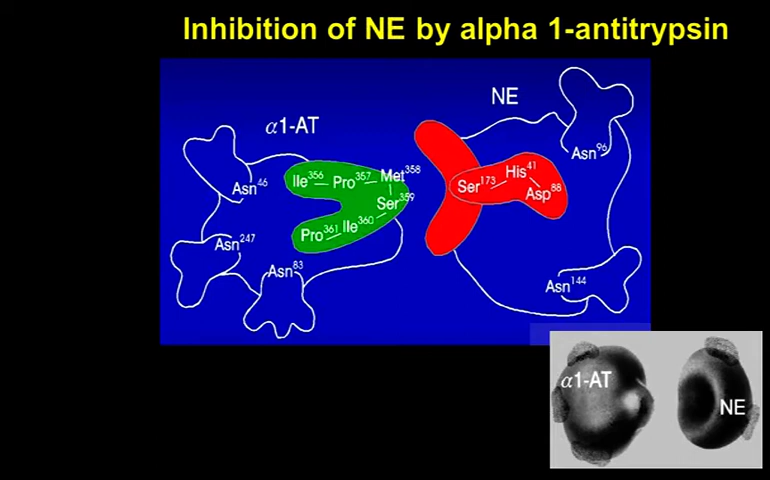 Inhibition of NE by alpha 1-antitrypsin
α1-AT
NE
Asn46
Asn247
Asn83
Ile356 Pro357 Met358
Ser359
Pro361 Ile360
Ser173 His41
Asp88
Asn96
Asn144
α1-AT
NE